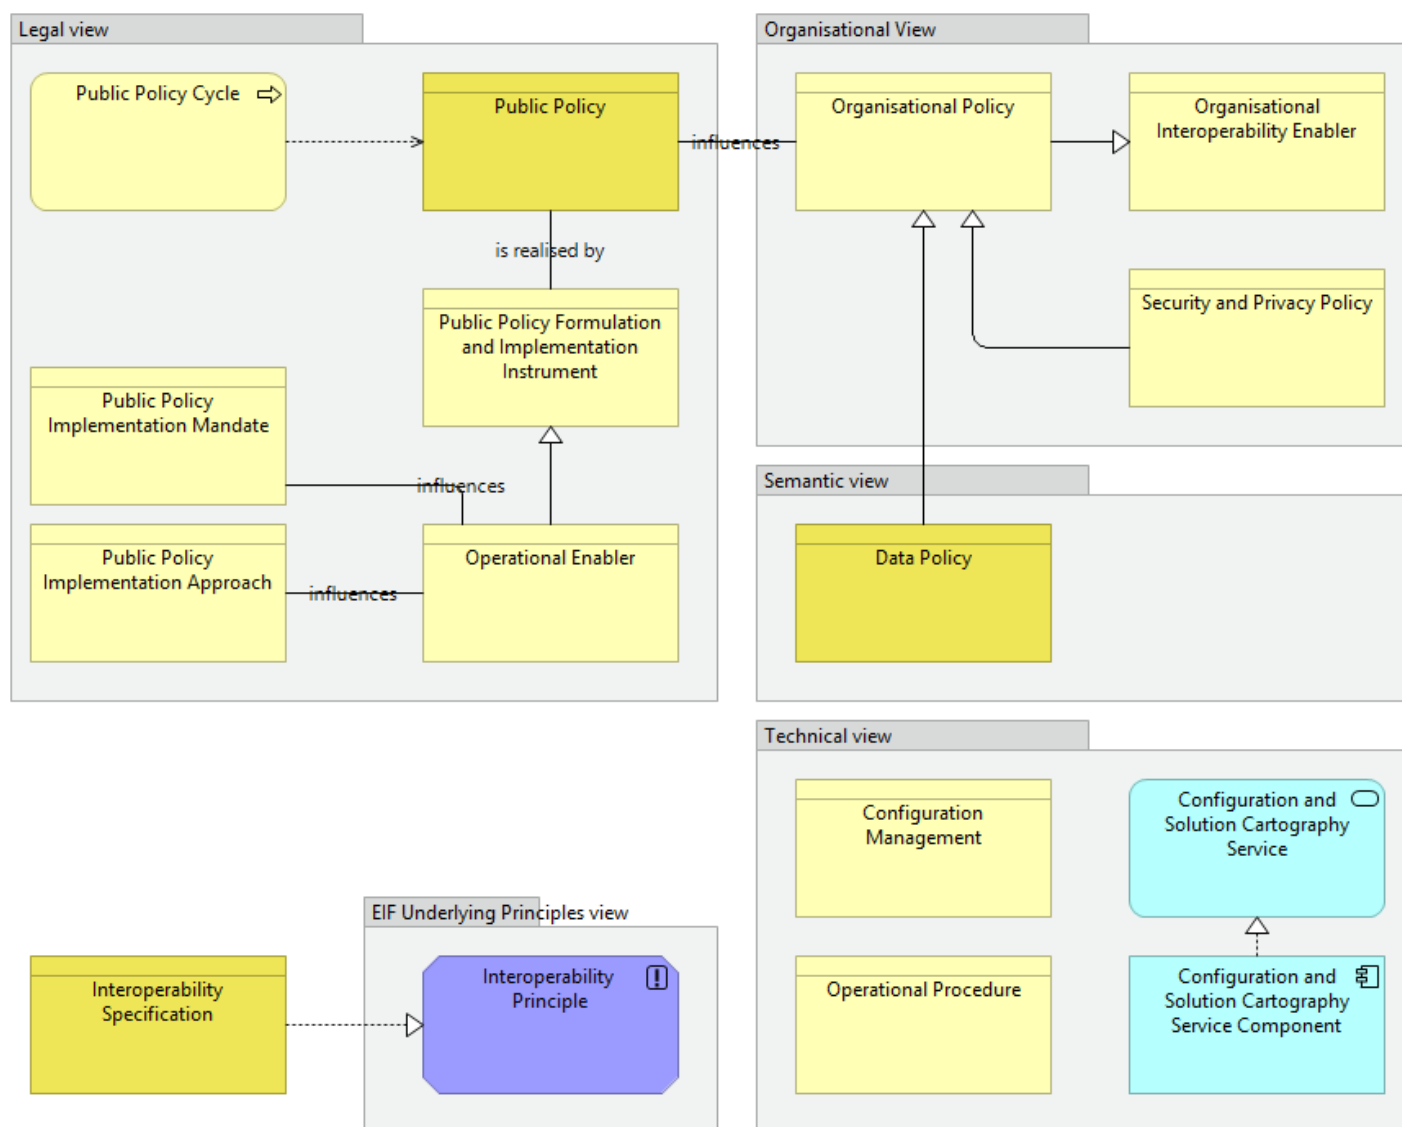 Legal view
Public Policy Cycle
Public Policy
is realised by
Public Policy Formulation
and Implementation
Instrument
Public Policy
Implementation Mandate
influences
Public Policy
Implementation Approach
influences
Operational Enabler
influences
Organisational View
Organisational Policy
Organisational
Interoperability Enabler
Security and Privacy Policy
Semantic view
Data Policy
Technical view
Configuration
Management
Configuration and
Solution Cartography
Service
Operational Procedure
Configuration and
Solution Cartography
Service Component
EIF Underlying Principles view
Interoperability
Specification
Interoperability
Principle